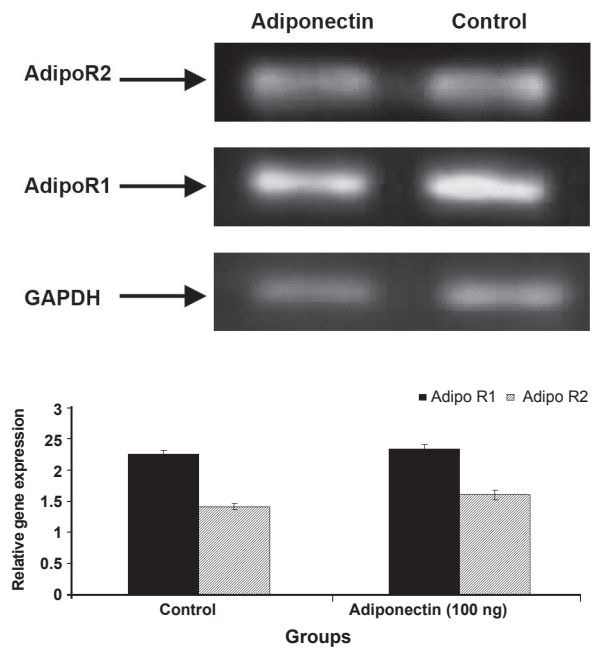 Adiponectin Control
AdipoR2
AdipoR1
GAPDH
Adipo R1 Adipo R2
Relative gene expression
3
25
2
1.5
1
0.5
0
Control Adiponectin (100 ng)
Groups